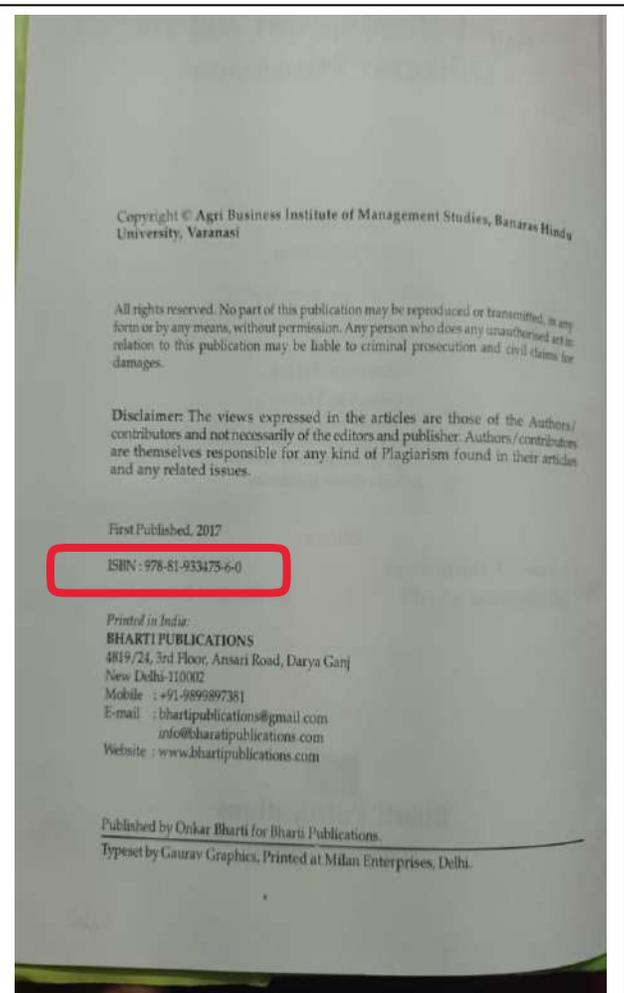 Copyright © Agri Business Institute of Management Studies, Banaras Hindu
University, Varanasi
All rights reserved. No part of this publication may be reproduced or transmitted, in any
form or by any means, without permission. Any person who does any unauthorised act in
relation to this publication may be liable to criminal prosecution and civil claims for
damages.
Disclaimer: The views expressed in the articles are those of the Authors/
contributors and not necessarily of the editors and publisher. Authors/contributors
are themselves responsible for any kind of Plagiarism found in their articles
and any related issues.
First Published, 2017
ISBN : 978-81-933475-6-0
Printed in India:
BHARTI PUBLICATIONS
4819/24, 3rd Floor, Ansari Road, Darya Ganj
New Delhi-110002
Mobile : +91-9899897381
E-mail : bhartipublications@gmail.com
info@bharatipublications.com
Website : www.bhartipublications.com
Published by Onkar Bharti for Bharti Publications.
Typeset by Gaurav Graphics, Printed at Milan Enterprises, Delhi.